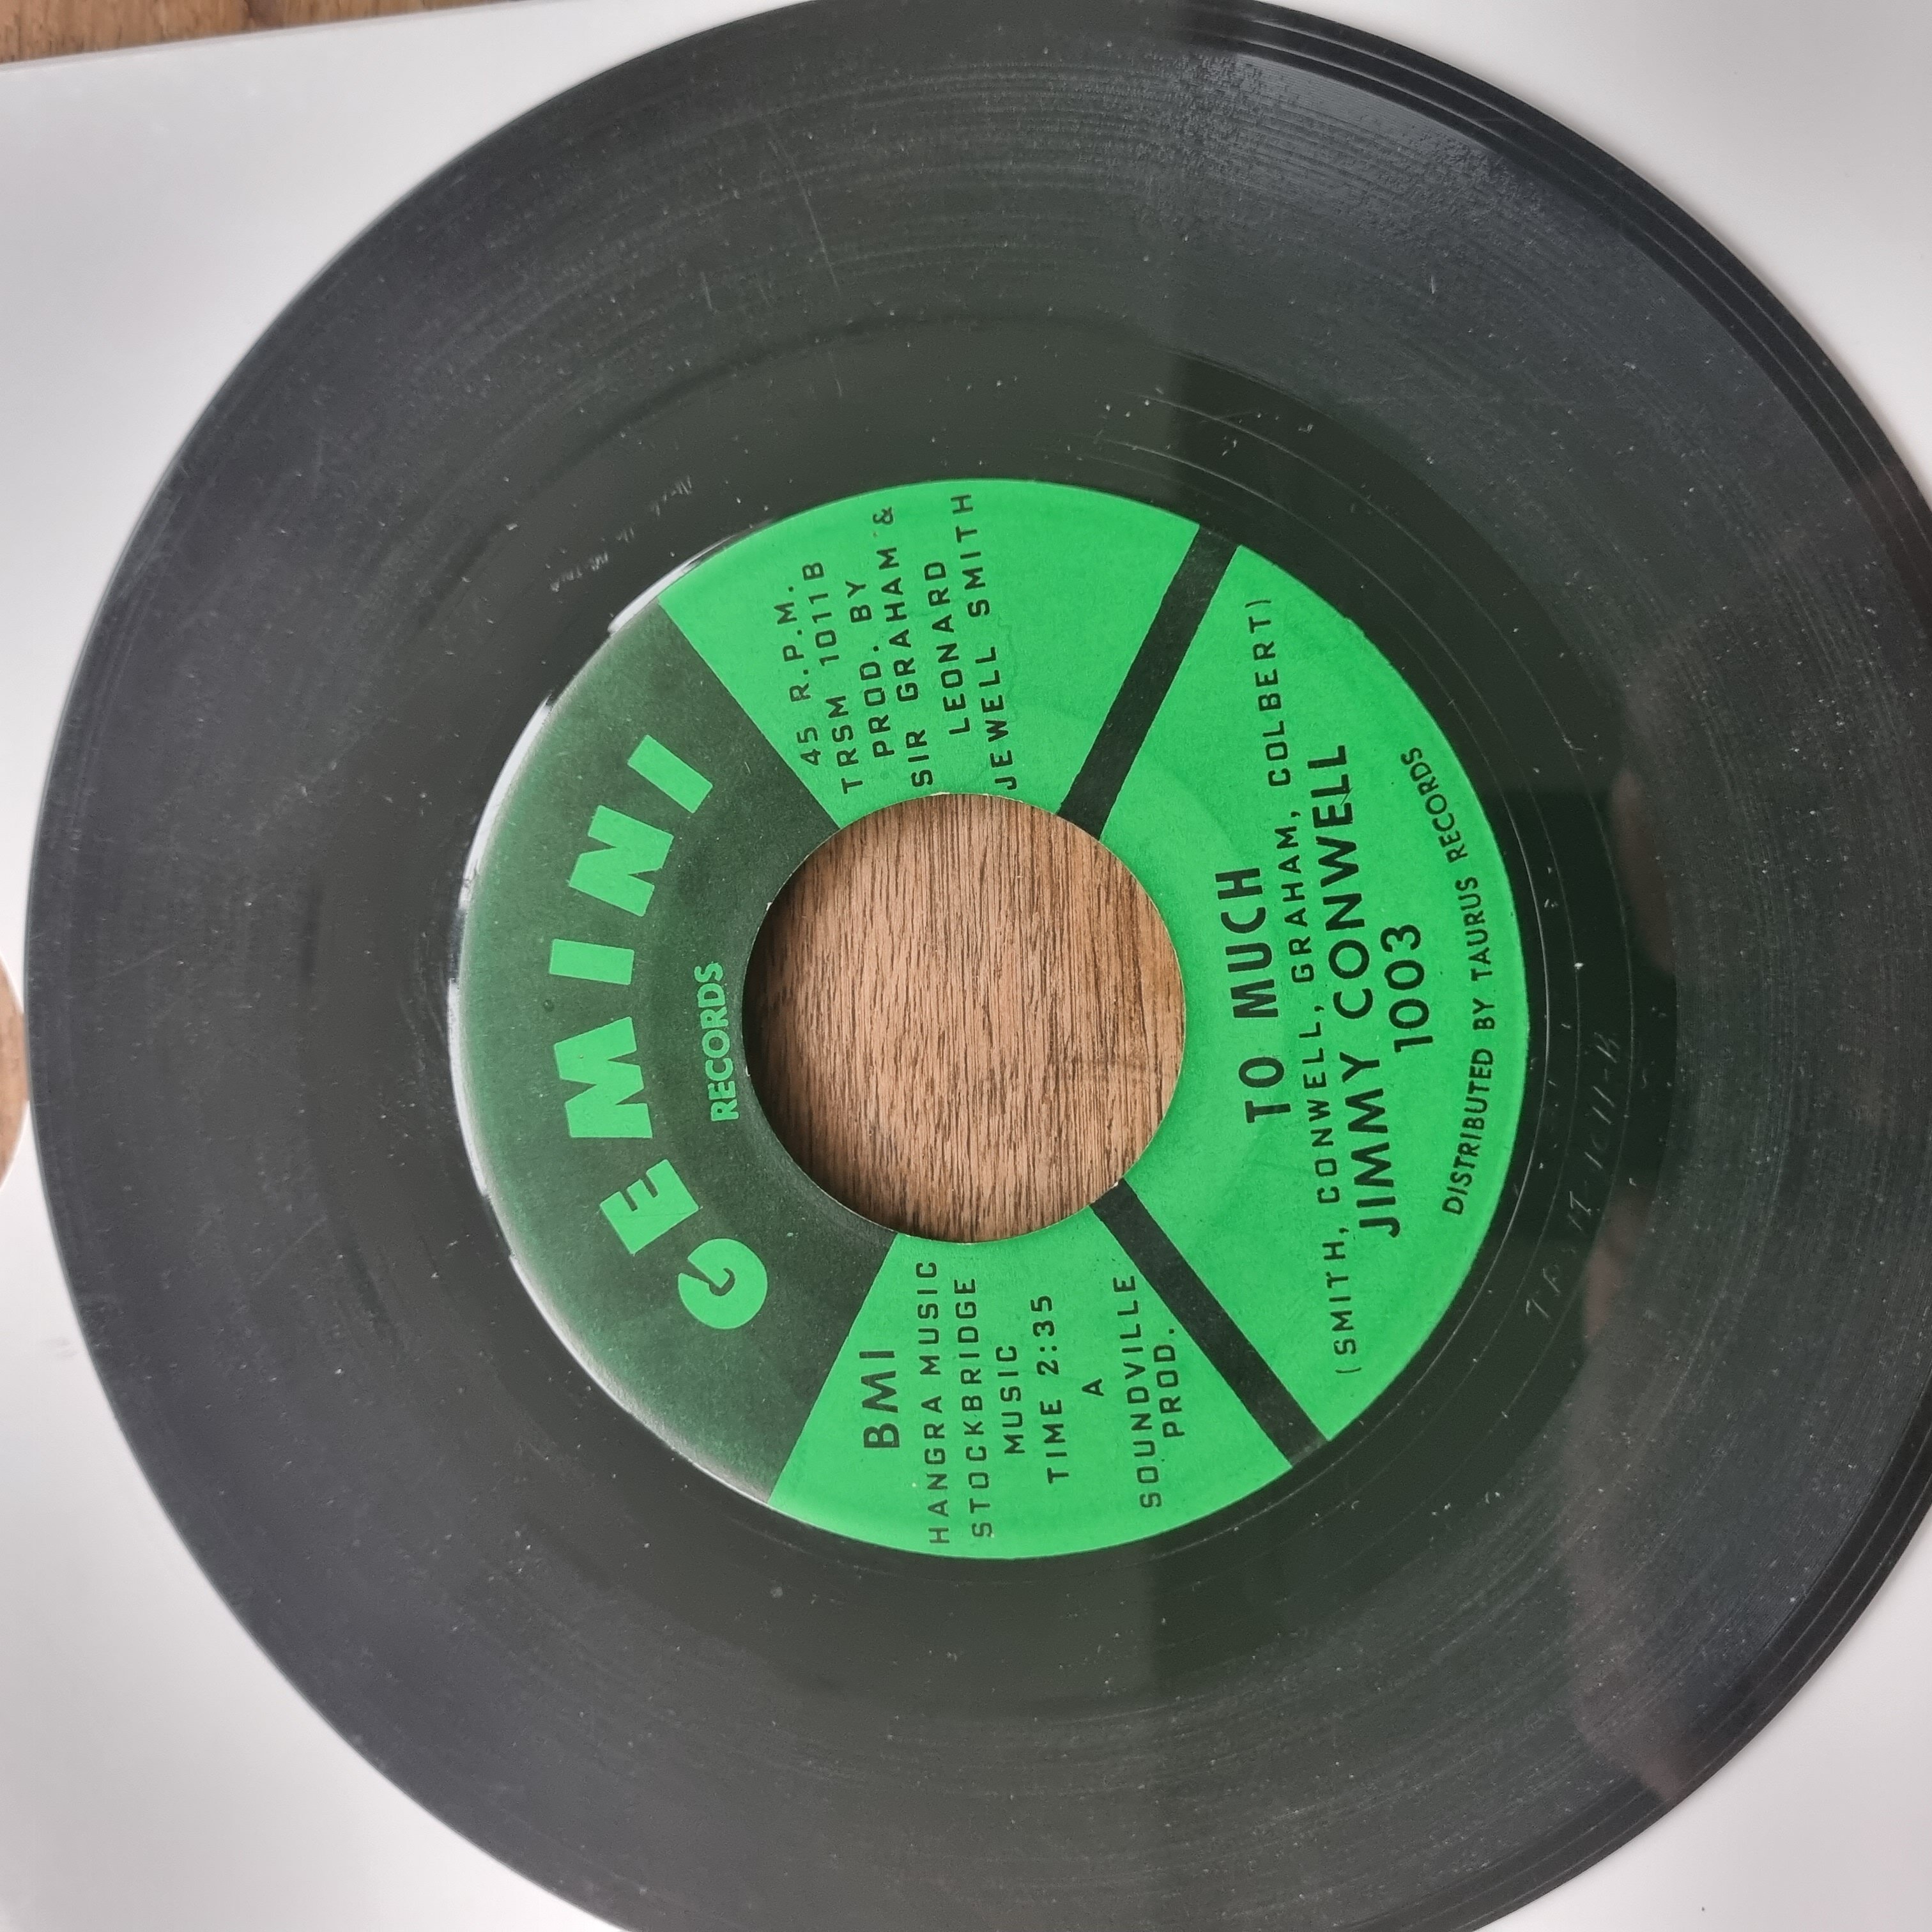 GEMINI
RECORDS
BMI
HANGRA MUSIC
STOCKBRIDGE
MUSIC
TIME 2:35
A
SOUNDVILLE
PROD.
45 R.P.M.
TRSM 1011B
PROD. BY
SIR GRAHAM &
LEONARD
JEWELL SMITH
TO MUCH
(SMITH, CONWELL, GRAHAM, COLBERT)
JIMMY CONWELL
1003
DISTRIBUTED BY TAURUS RECORDS